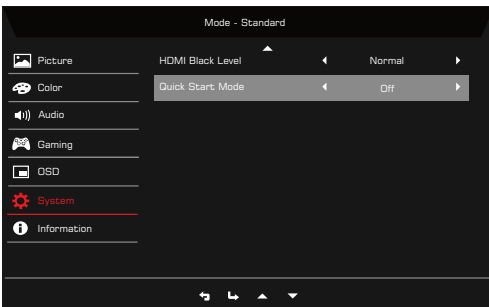 Mode - Standard
Picture
HDMI Black Level Normal
Color
Quick Start Mode Off
Audio
Gaming
OSD
System
Information